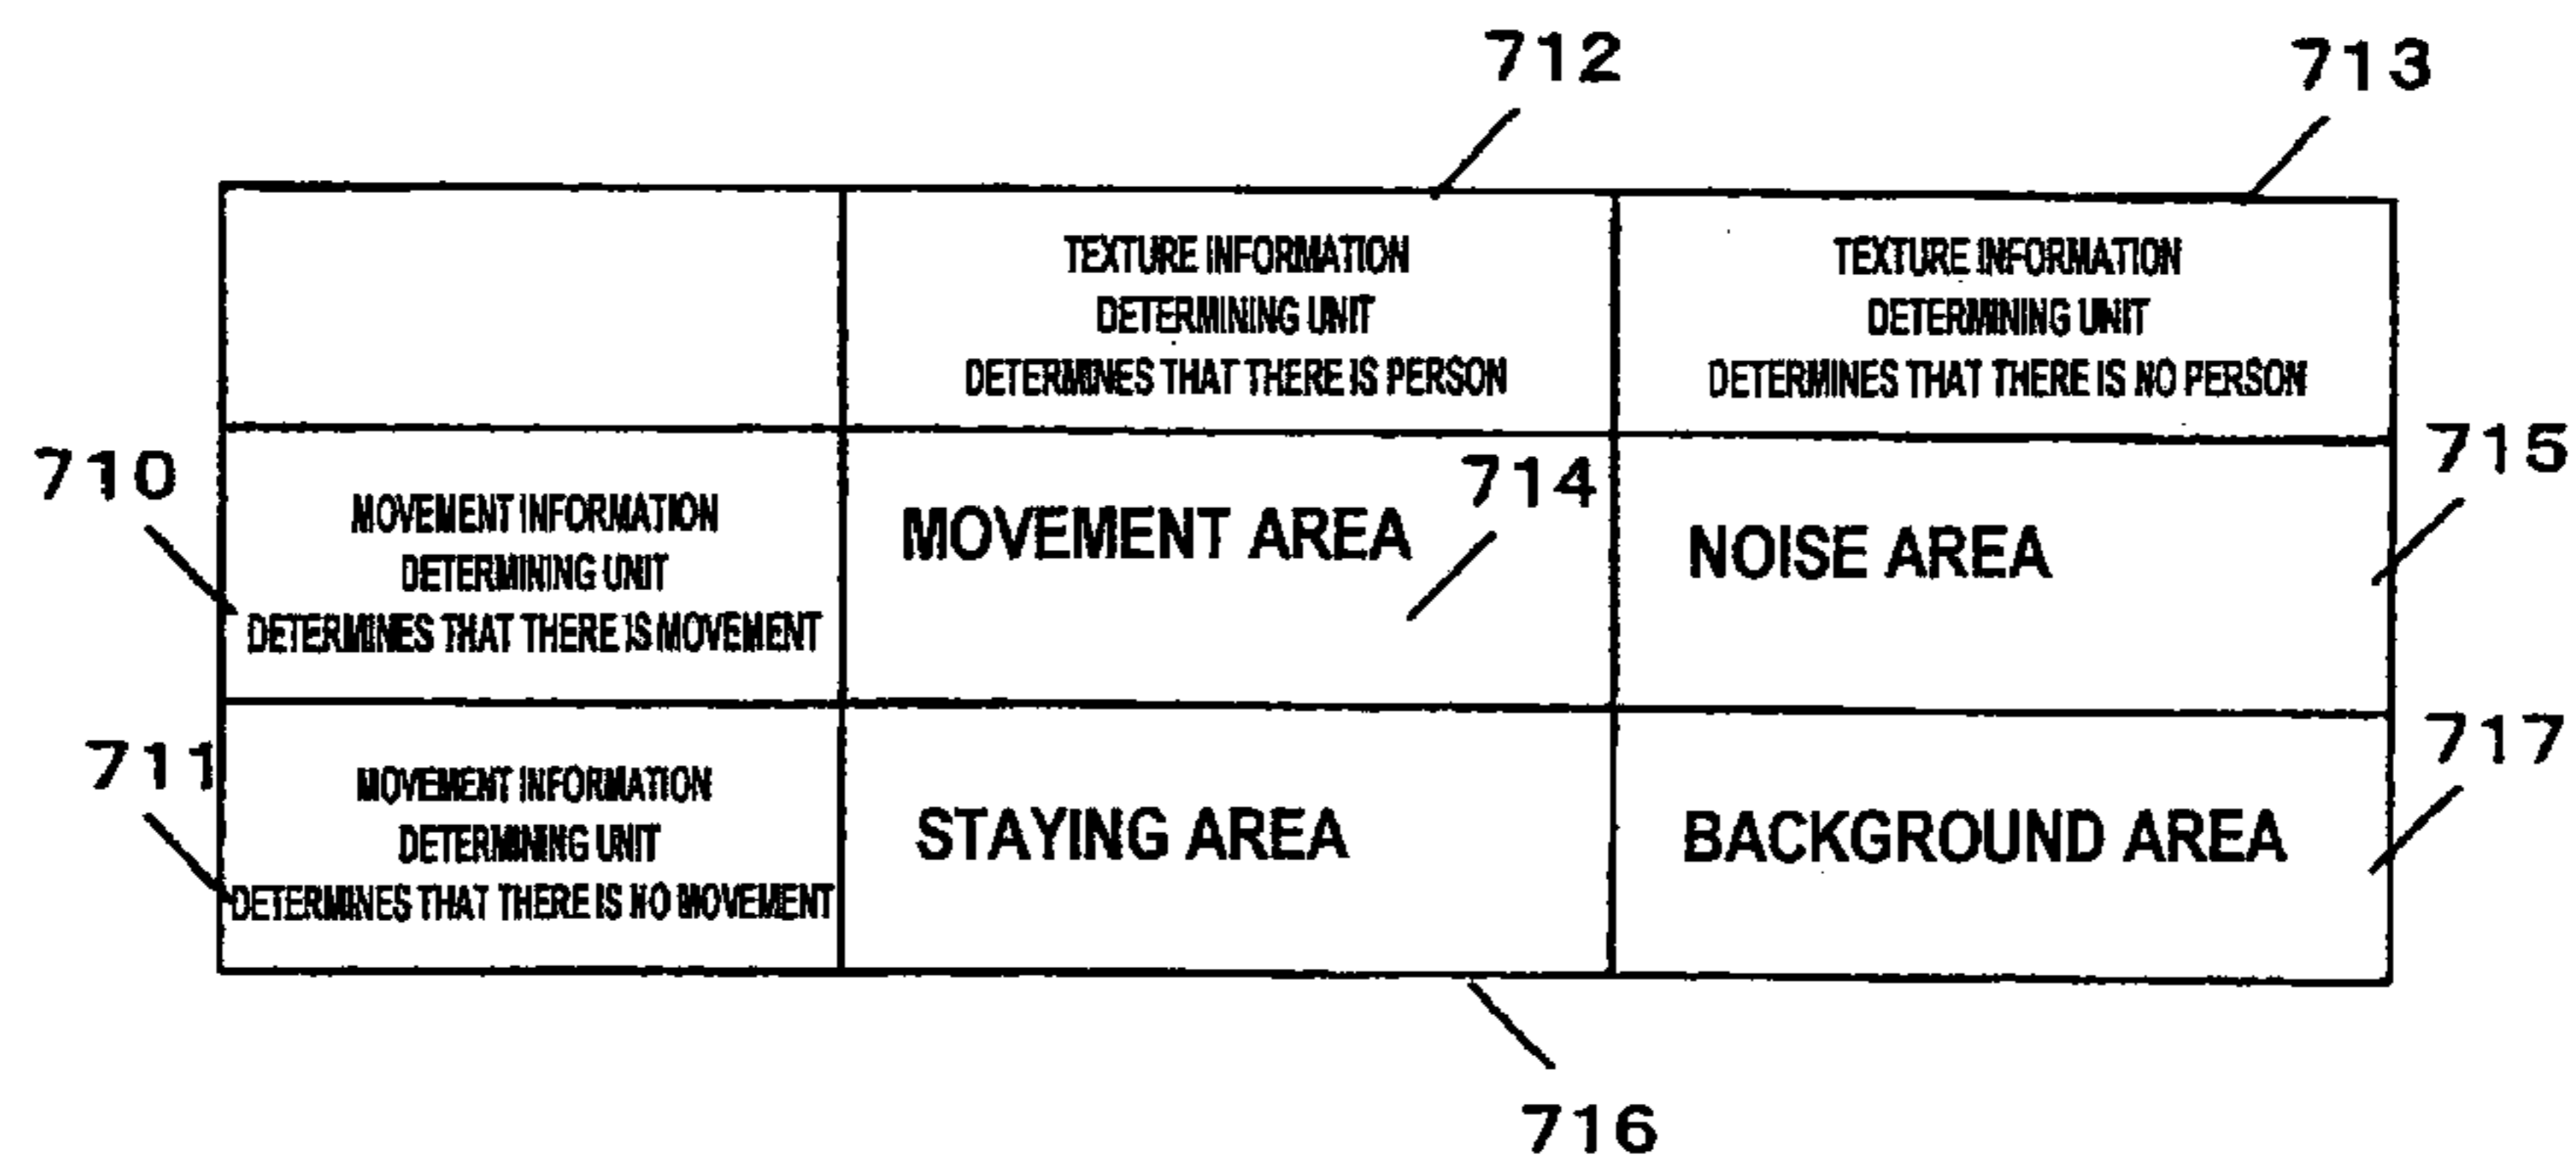 712
713
TEXTURE INFORMATION
DETERMINING UNIT
DETERMINES THAT THERE IS PERSON
TEXTURE INFORMATION
DETERMINING UNIT
DETERMINES THAT THERE IS NO PERSON
710
MOVEMENT INFORMATION
DETERMINING UNIT
DETERMINES THAT THERE IS MOVEMENT
MOVEMENT AREA
714
NOISE AREA
715
711
MOVEMENT INFORMATION
DETERMINING UNIT
DETERMINES THAT THERE IS NO MOVEMENT
STAYING AREA
BACKGROUND AREA
717
716